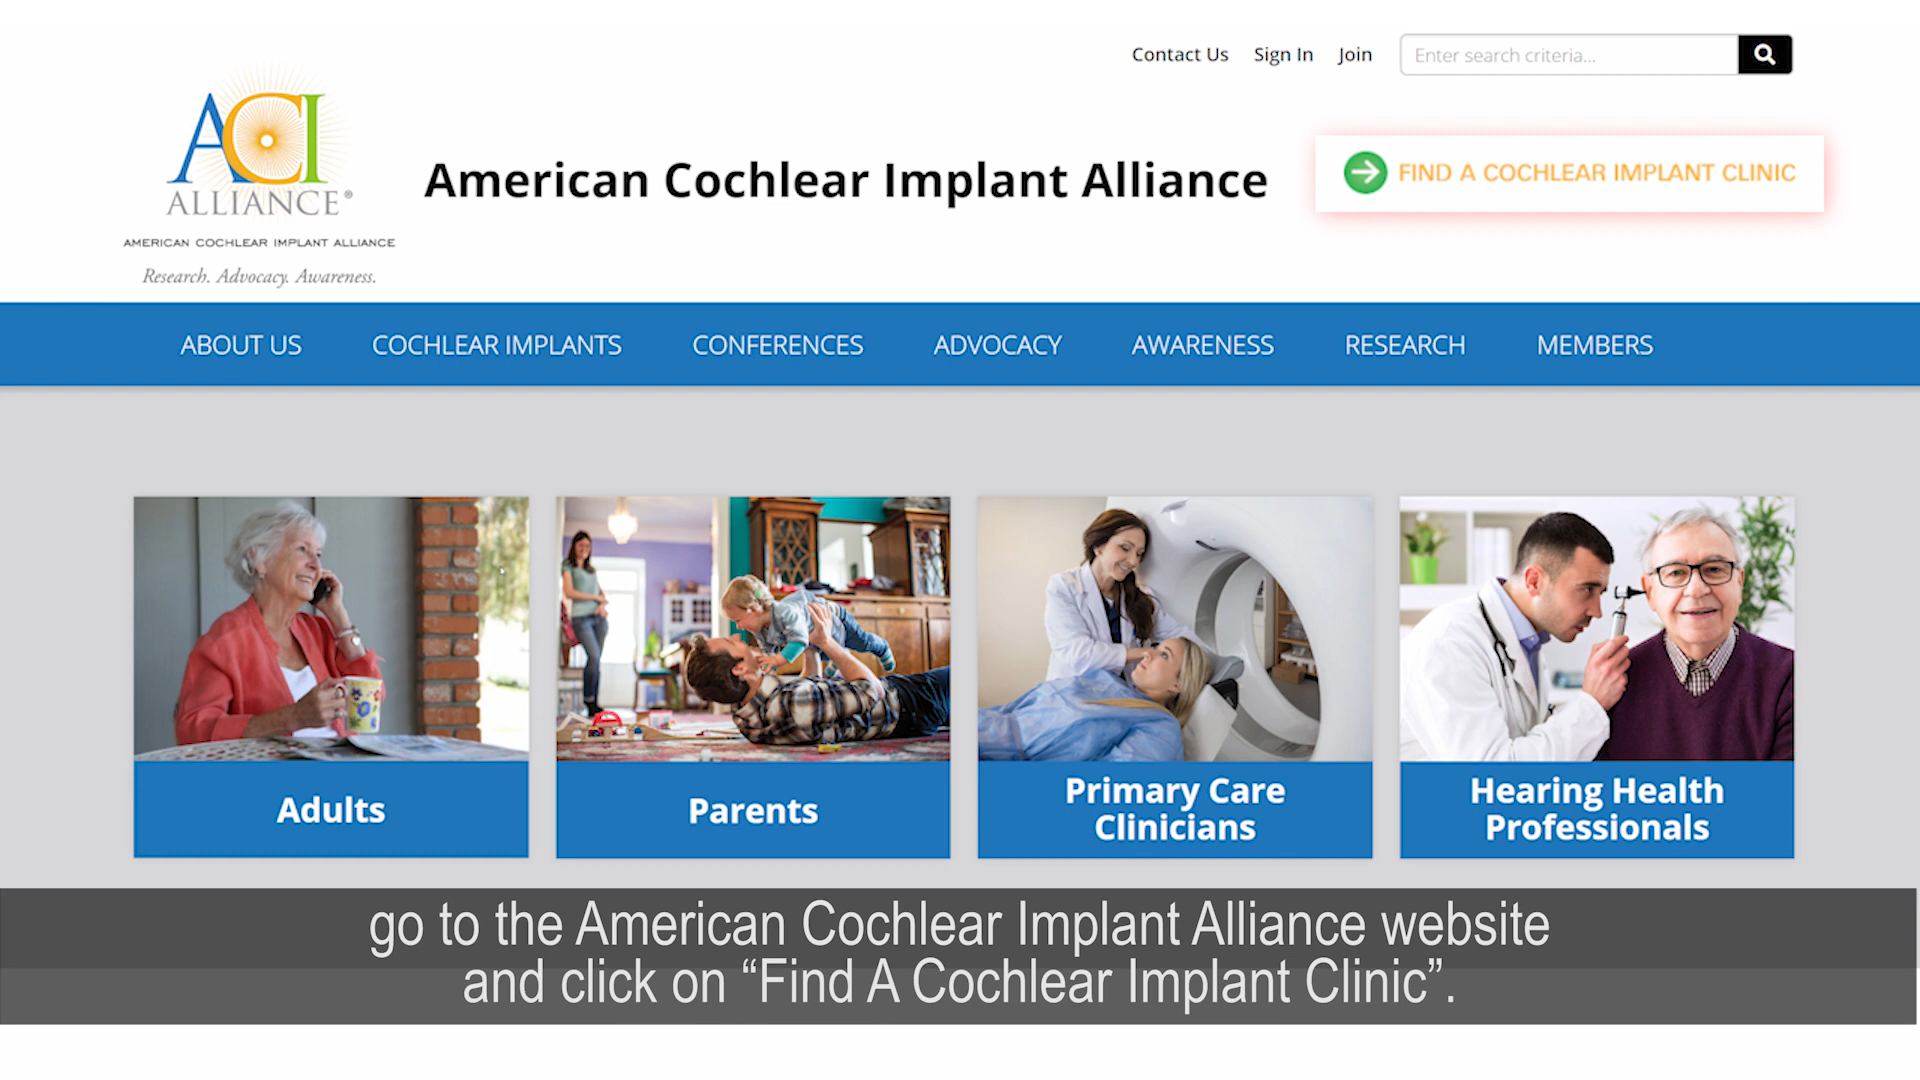 Contact Us Sign In Join Enter search criteria...
ACI
ALLIANCE®
AMERICAN COCHLEAR IMPLANT ALLIANCE
Research. Advocacy. Awareness.
American Cochlear Implant Alliance
FIND A COCHLEAR IMPLANT CLINIC
ABOUT US COCHLEAR IMPLANTS CONFERENCES ADVOCACY AWARENESS RESEARCH MEMBERS
Adults
Parents
Primary Care
Clinicians
Hearing Health
Professionals
go to the American Cochlear Implant Alliance website
and click on “Find A Cochlear Implant Clinic”.